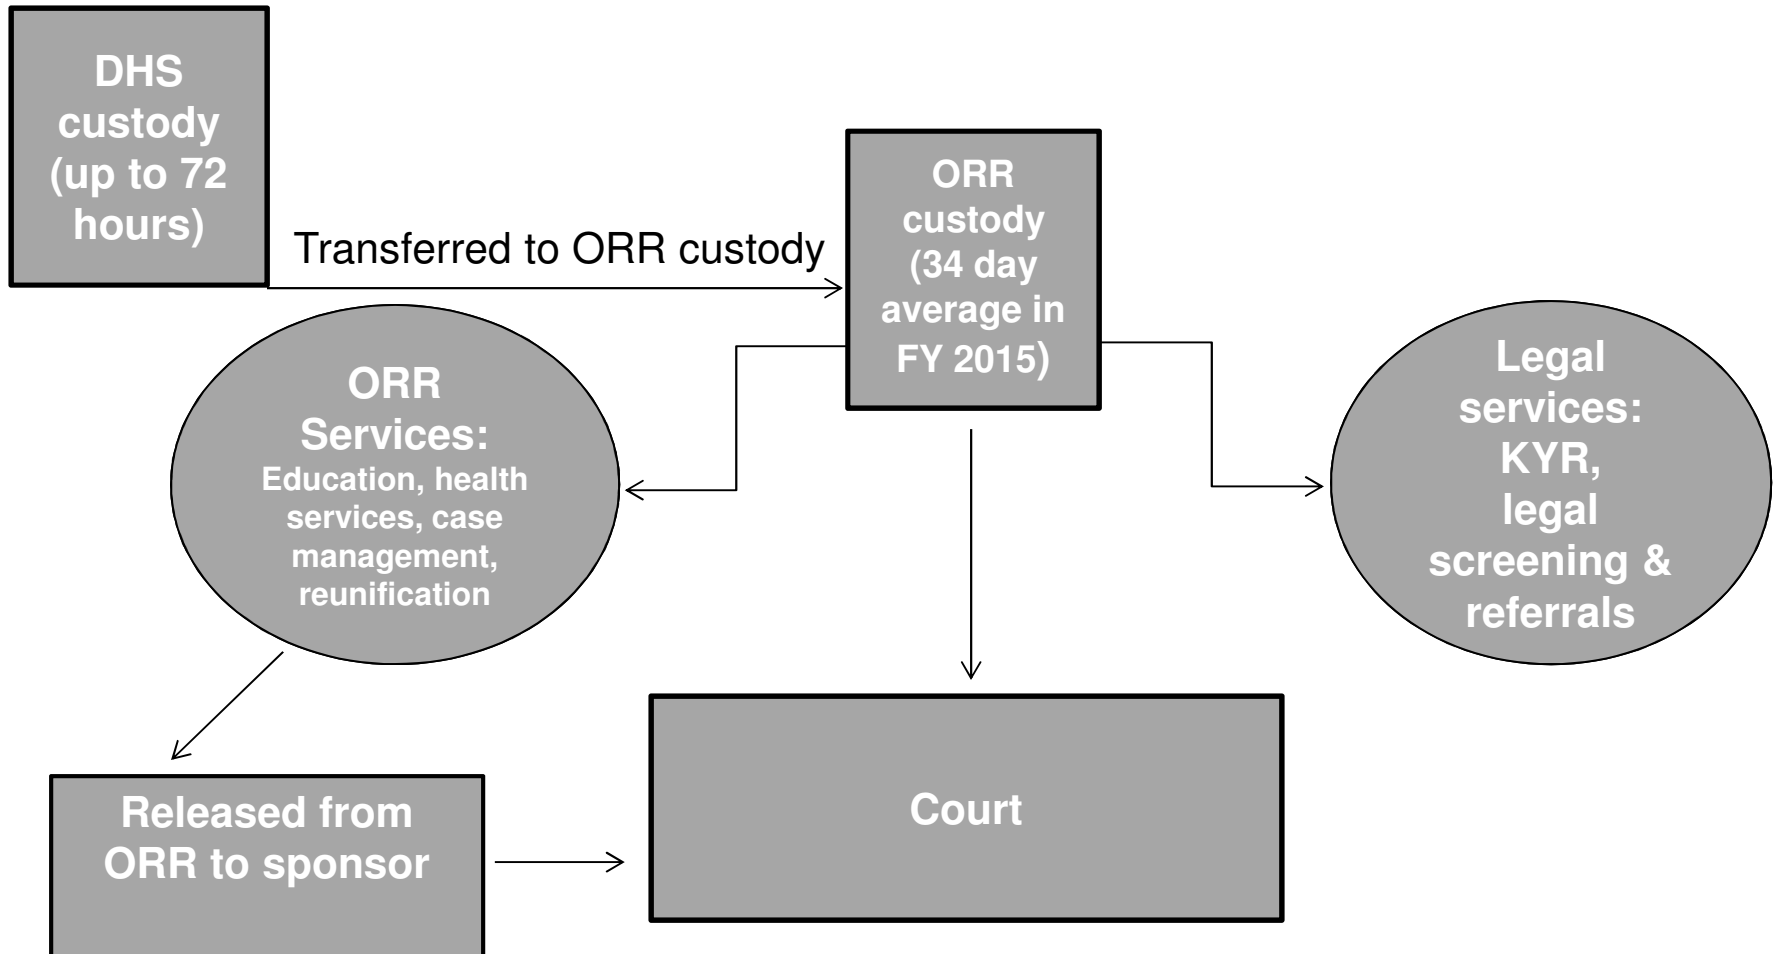 DHS
custody
(up to 72
hours)
Transferred to ORR custody
ORR
custody
(34 day
average in
FY 2015)
ORR
Services:
Education, health
services, case
management,
reunification
Legal
services:
KYR,
legal
screening &
referrals
Released from
ORR to sponsor
Court